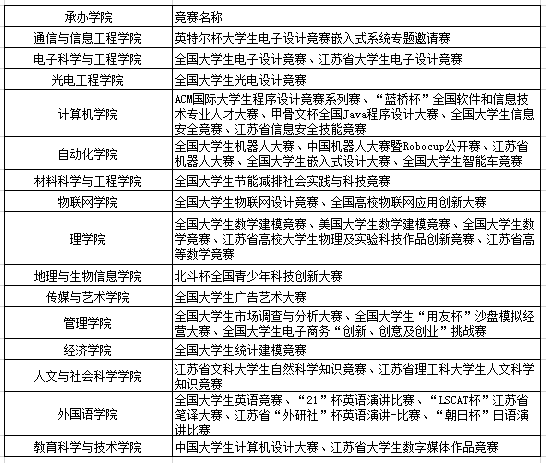 承办学院 竞赛名称
通信与信息工程学院 英特尔杯大学生电子设计竞赛嵌入式系统专题邀请赛
电子科学与工程学院 全国大学生电子设计竞赛、江苏省大学生电子设计竞赛
光电工程学院 全国大学生光电设计竞赛
计算机学院 ACM国际大学生程序设计竞赛系列赛、“蓝桥杯”全国软件和信息技
术专业人才大赛、甲骨文杯全国Java程序设计大赛、全国大学生信息
安全竞赛、江苏省信息安全技能竞赛
自动化学院 全国大学生机器人大赛、中国机器人大赛暨Robocup公开赛、江苏省
机器人大赛、全国大学生嵌入式设计大赛、全国大学生智能车竞赛
材料科学与工程学院 全国大学生节能减排社会实践与科技竞赛
物联网学院 全国大学生物联网设计竞赛、全国高校物联网应用创新大赛
理学院 全国大学生数学建模竞赛、美国大学生数学建模竞赛、全国大学生数
学竞赛、江苏省高校大学生物理及实验科技作品创新竞赛、江苏省高
等数学竞赛
地理与生物信息学院 北斗杯全国青少年科技创新大赛
传媒与艺术学院 全国大学生广告艺术大赛
管理学院 全国大学生市场调查与分析大赛、全国大学生“用友杯”沙盘模拟经
营大赛、全国大学生电子商务“创新、创意及创业”挑战赛
经济学院 全国大学生统计建模竞赛
人文与社会科学学院 江苏省文科大学生自然科学知识竞赛、江苏省理工科大学生人文科学
知识竞赛
外国语学院 全国大学生英语竞赛、“21”杯英语演讲比赛、“LSCAT杯”江苏省
笔译大赛、江苏省“外研社”杯英语演讲-比赛、“朝日杯”日语演
讲比赛
教育科学与技术学院 中国大学生计算机设计大赛、江苏省大学生数字媒体作品竞赛